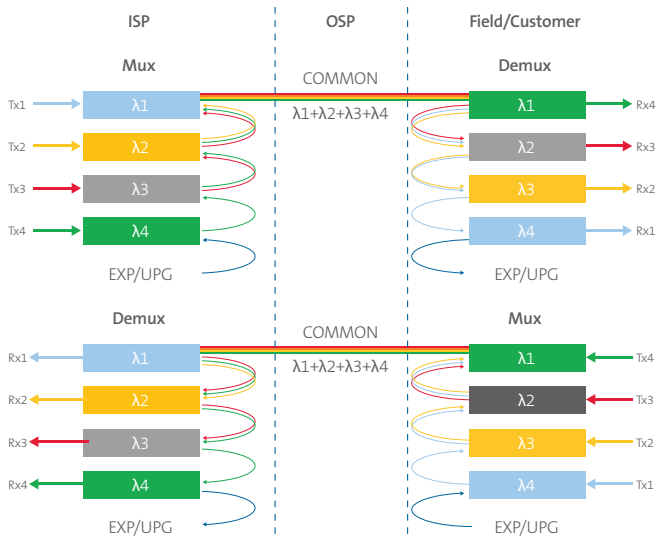 ISP OSP Field/Customer
Mux Demux
COMMON
Tx1 λ1 λ1+λ2+λ3+λ4 λ1 Rx4
Tx2 λ2 λ2 Rx3
Tx3 λ3 λ3 Rx2
Tx4 λ4 λ4 Rx1
EXP/UPG EXP/UPG
Demux Mux
COMMON
Rx1 λ1 λ1+λ2+λ3+λ4 λ1 Tx4
Rx2 λ2 λ2 Tx3
Rx3 λ3 λ3 Tx2
Rx4 λ4 λ4 Tx1
EXP/UPG EXP/UPG